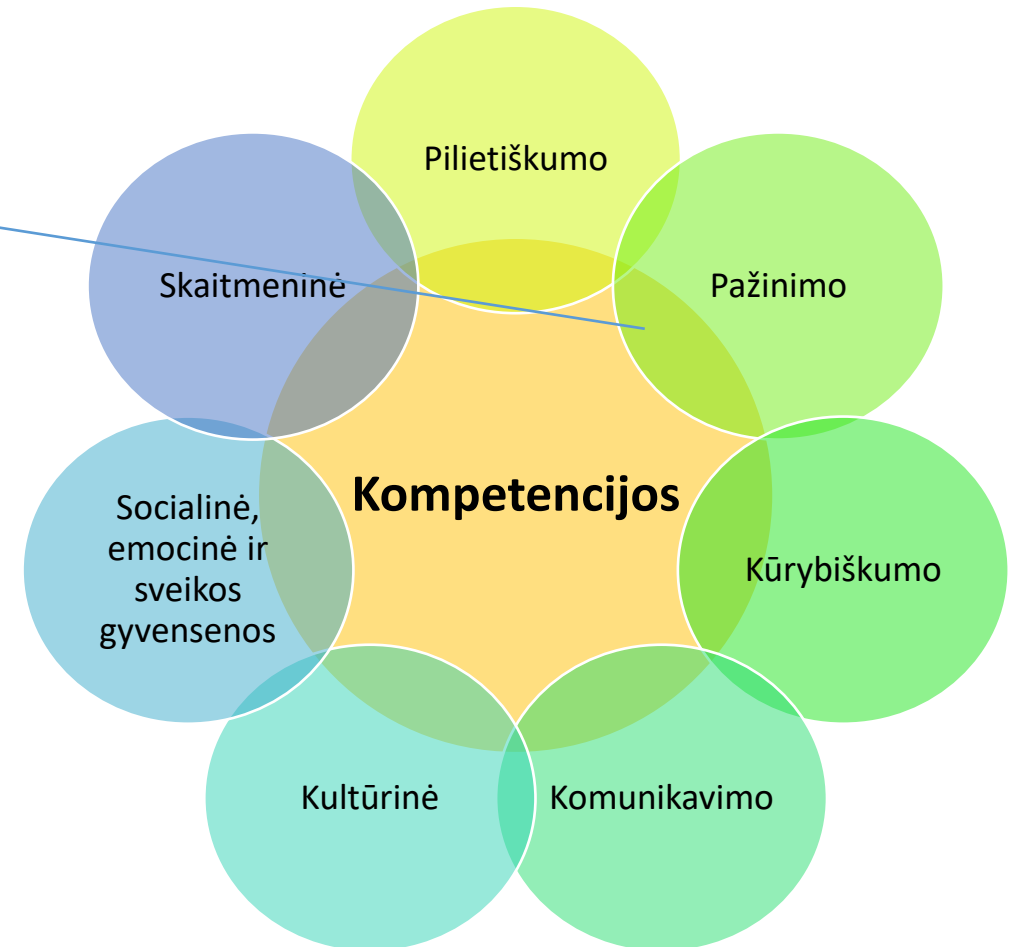 Pilietiškumo
Skaitmeninė
Pažinimo
Kompetencijos
Socialinė,
emocinė ir
sveikos
gyvensenos
Kūrybiškumo
Kultūrinė
Komunikavimo